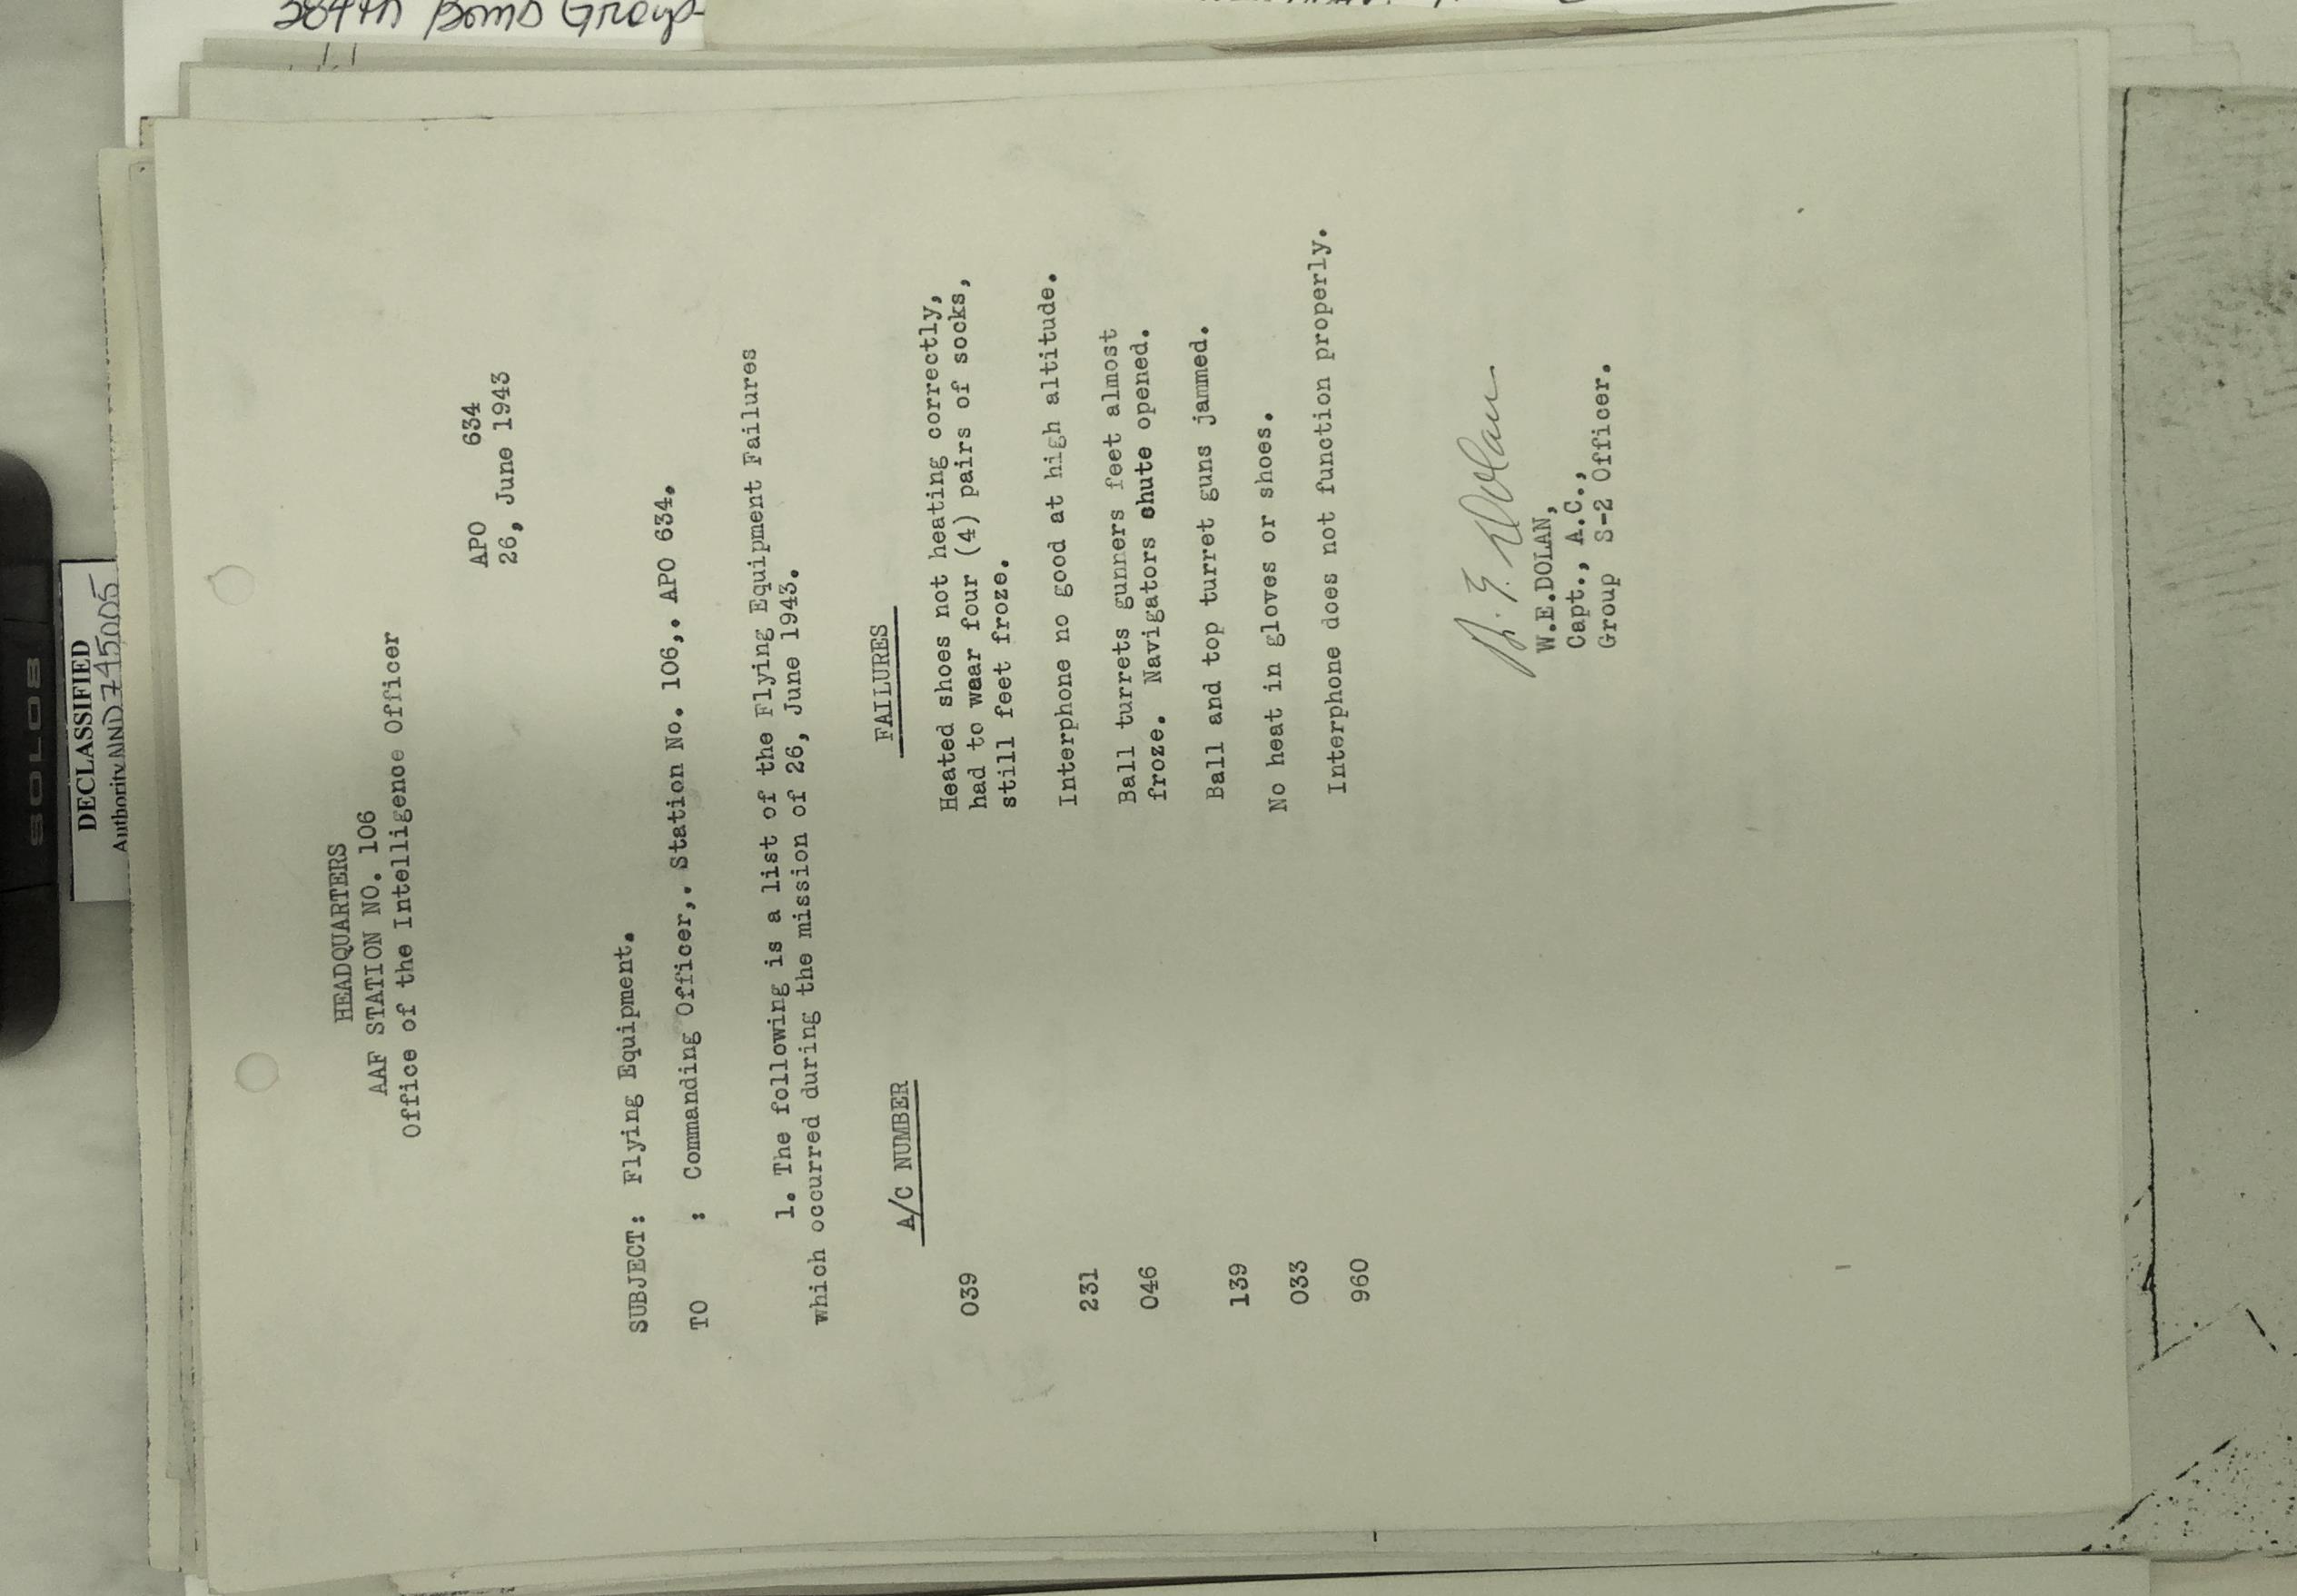 384th Bomb Group
SOLO8
DECLASSIFIED
Authority NND 745005
HEADQUARTERS
AAF STATION NO. 106
Office of the Intelligence Officer
APO 634
26, June 1943
SUBJECT: Flying Equipment.
TO : Commanding Officer,. Station No. 106,. APO 634.
1. The following is a list of the Flying Equipment Failures
which occurred during the mission of 26, June 1943.
A/C NUMBER FAILURES
039 Heated shoes not heating correctly,
had to wear four (4) pairs of socks,
still feet froze.
231 Interphone no good at high altitude.
046 Ball turrets gunners feet almost
froze. Navigators chute opened.
139 Ball and top turret guns jammed.
033 No heat in gloves or shoes.
960 Interphone does not function properly.
W. E. Dolan
W.E.DOLAN,
Capt., A.C.,
Group S-2 Officer.